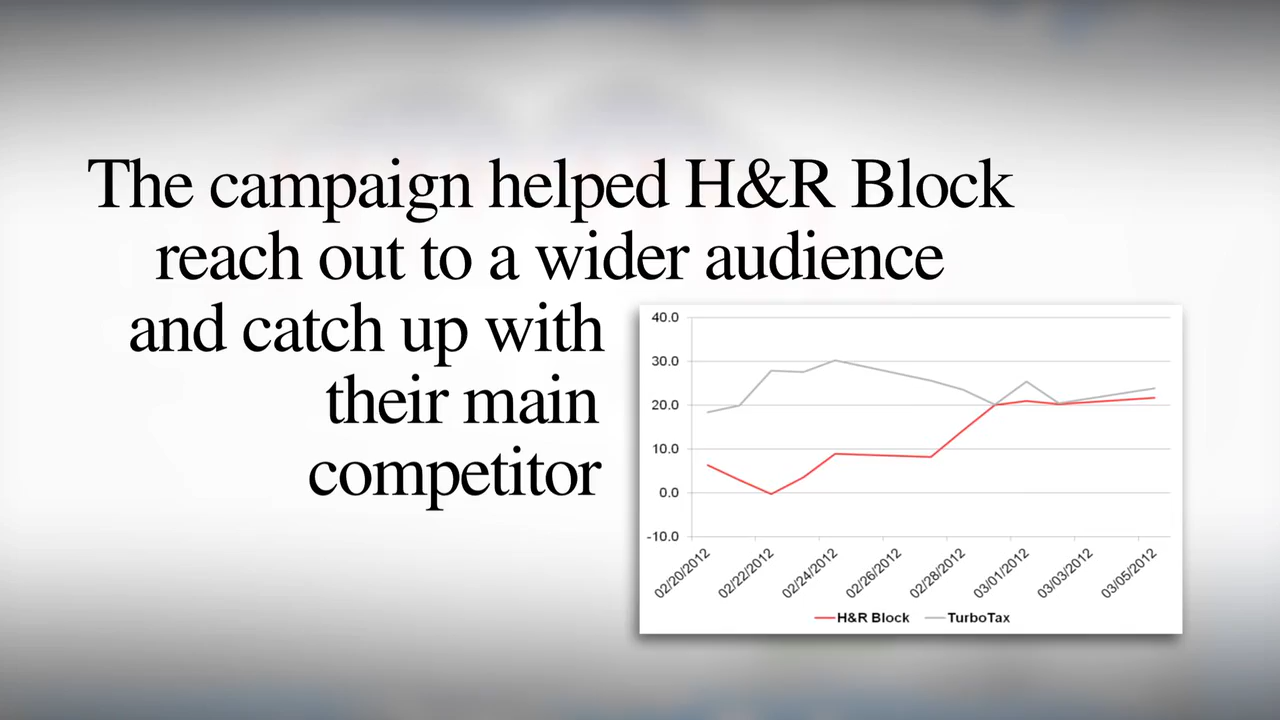 The campaign helped H&R Block
reach out to a wider audience
and catch up with
their main
competitor
40.0
30.0
20.0
10.0
0.0
-10.0
02/20/2012
02/22/2012
02/24/2012
02/26/2012
02/28/2012
03/01/2012
03/03/2012
03/05/2012
H&R Block
TurboTax